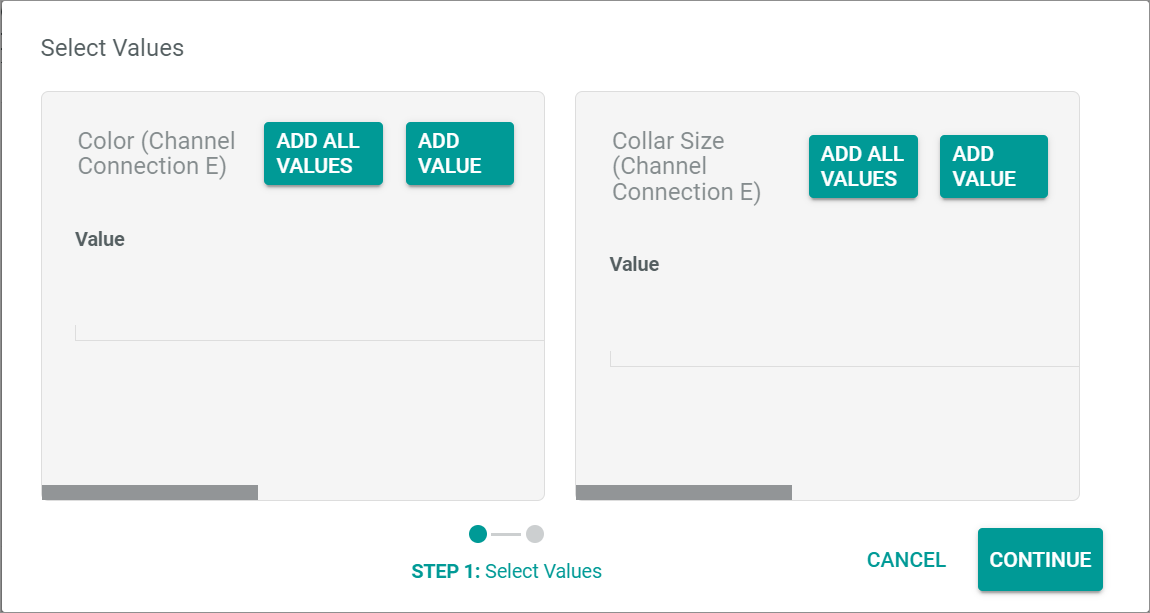 Select Values
Color (Channel
Connection E)
ADD ALL
VALUES
ADD
VALUE
Value
Collar Size
(Channel
Connection E)
ADD ALL
VALUES
ADD
VALUE
Value
STEP 1: Select Values
CANCEL
CONTINUE